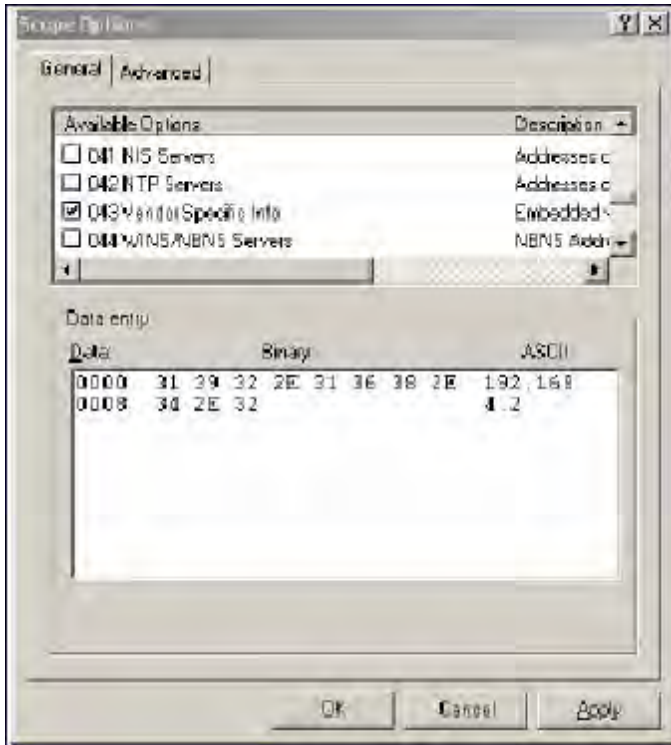 Scope Options
General Advanced
Available Options Description
041 NIS Servers Addresses c
042 NTP Servers Addresses c
043 Vendor Specific Info Embedded v
044 WINS/NBNS Servers NBNS Addr
Data entry
Data: Binary: ASCII:
0000 31 39 32 2E 31 36 38 2E 192.168.
0008 34 2E 32 4.2
OK Cancel Apply